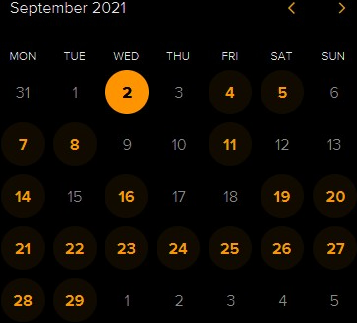 September 2021
MON TUE WED THU FRI SAT SUN
31 1 2 3 4 5 6
7 8 9 10 11 12 13
14 15 16 17 18 19 20
21 22 23 24 25 26 27
28 29 1 2 3 4 5